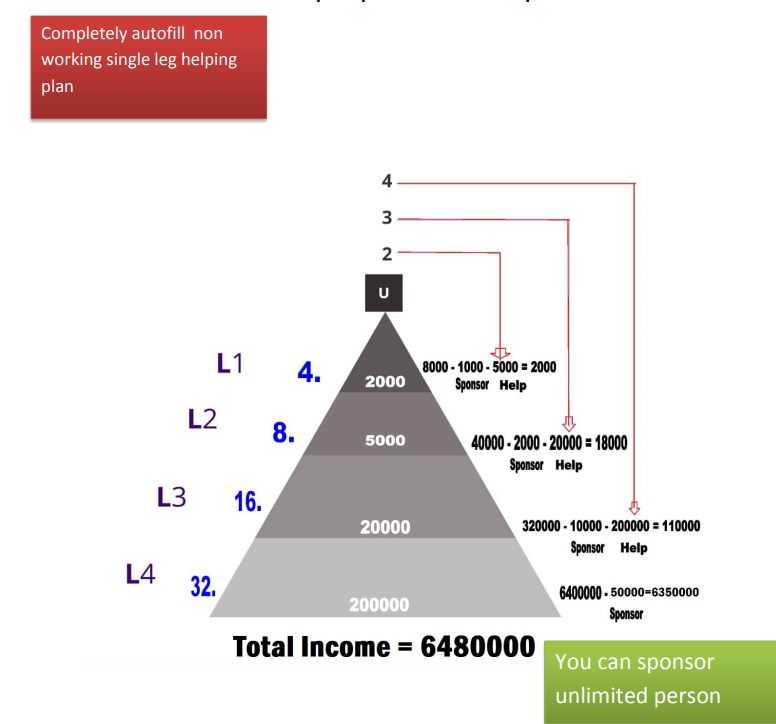 Completely autofill non
working single leg helping
plan
4
3
2
U
L1
4.
2000
8000 - 1000 - 5000 = 2000
Sponsor Help
L2
8.
5000
40000 - 2000 - 20000 = 18000
Sponsor Help
L3
16.
20000
320000 - 10000 - 200000 = 110000
Sponsor Help
L4
32.
200000
6400000 - 50000=6350000
Sponsor
Total Income = 6480000
You can sponsor
unlimited person